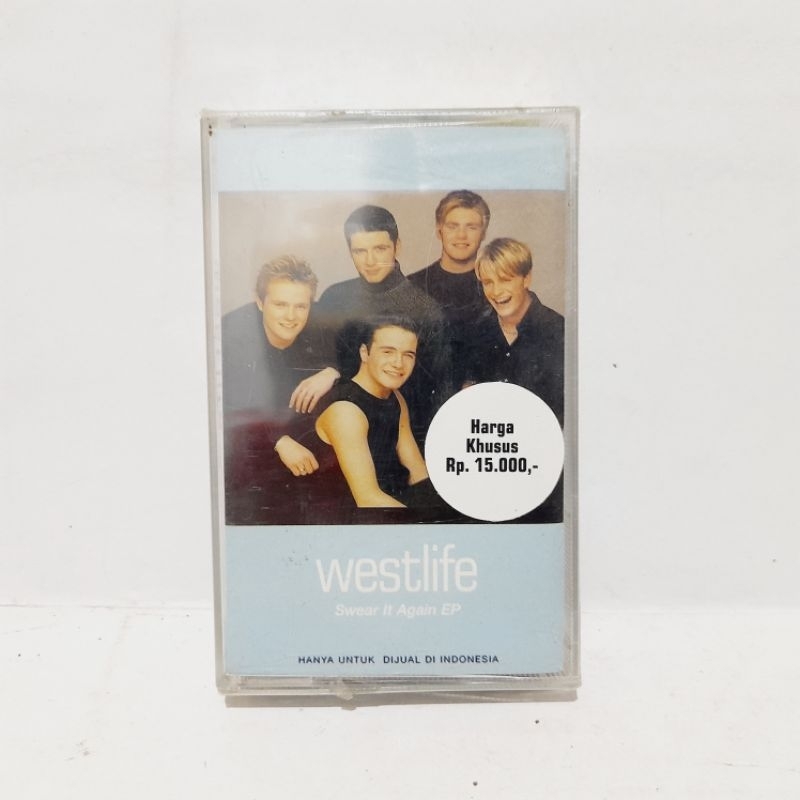 Harga
Khusus
Rp. 15.000,-
westlife
Swear It Again EP
HANYA UNTUK DIJUAL DI INDONESIA